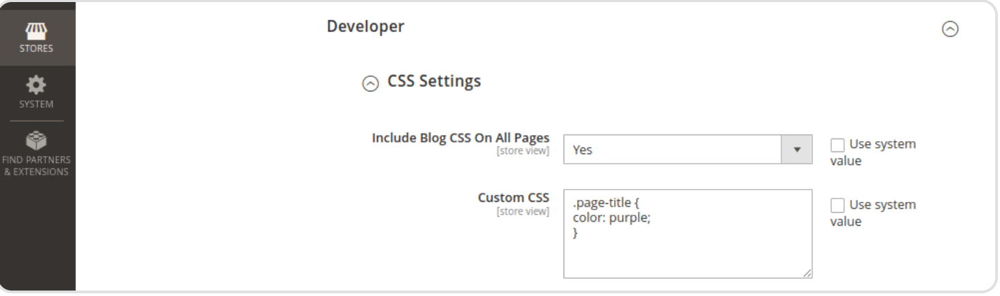 STORES
SYSTEM
FIND PARTNERS
& EXTENSIONS
Developer
CSS Settings
Include Blog CSS On All Pages
[store view]
Yes
Use system
value
Custom CSS
[store view]
.page-title {
color: purple;
}
Use system
value